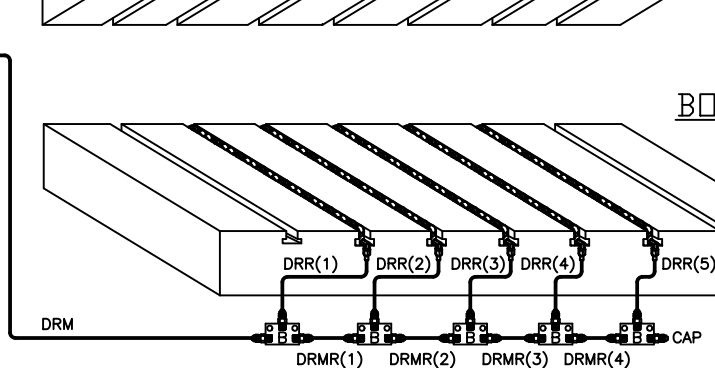 DRR(1) DRR(2) DRR(3) DRR(4) DRR(5)
DRM
B B B B B
CAP
DRMR(1) DRMR(2) DRMR(3) DRMR(4)